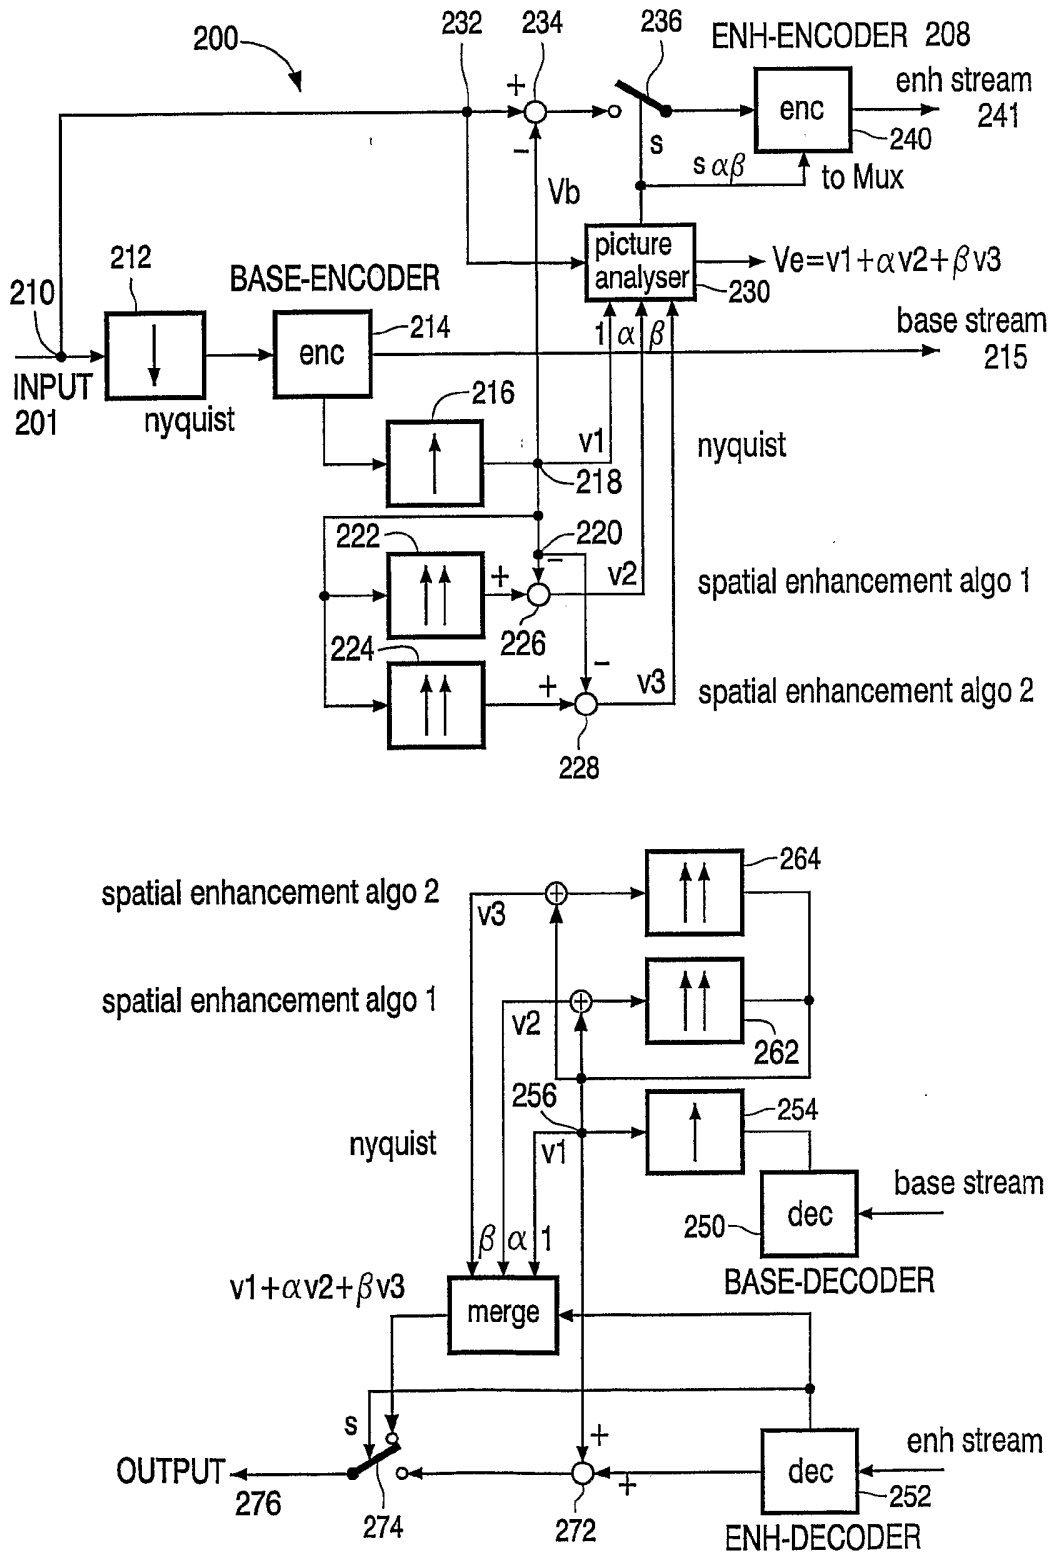 200
232
234
236
ENH-ENCODER 208
enh stream
241
+
enc
240
−
s
s αβ
to Mux
Vb
212
BASE-ENCODER
picture
analyser
230
Ve=v1+αv2+βv3
210
214
enc
1 α β
base stream
215
INPUT
201
nyquist
216
v1
nyquist
218
222
220
−
+
v2
spatial enhancement algo 1
226
224
−
+
v3
spatial enhancement algo 2
228
264
spatial enhancement algo 2
+
v3
spatial enhancement algo 1
+
v2
262
256
254
nyquist
v1
base stream
250
dec
β α 1
BASE-DECODER
v1+αv2+βv3
merge
s
+
enh stream
OUTPUT
276
+
dec
252
274
272
ENH-DECODER